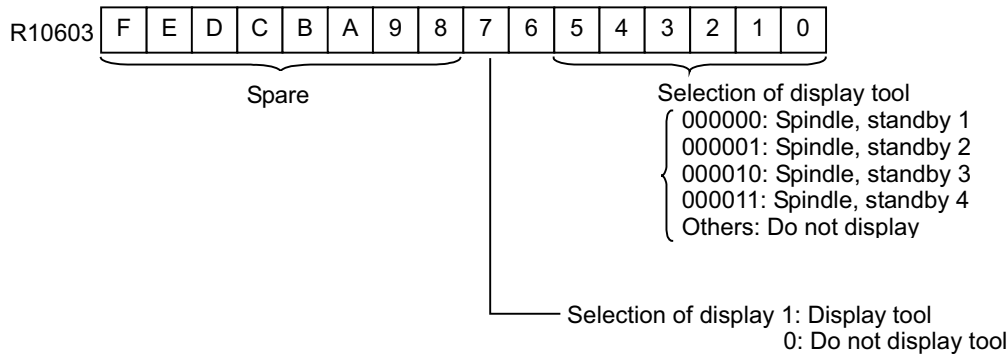 R10603 F E D C B A 9 8 7 6 5 4 3 2 1 0
Spare
Selection of display tool
000000: Spindle, standby 1
000001: Spindle, standby 2
000010: Spindle, standby 3
000011: Spindle, standby 4
Others: Do not display
Selection of display 1: Display tool
0: Do not display tool